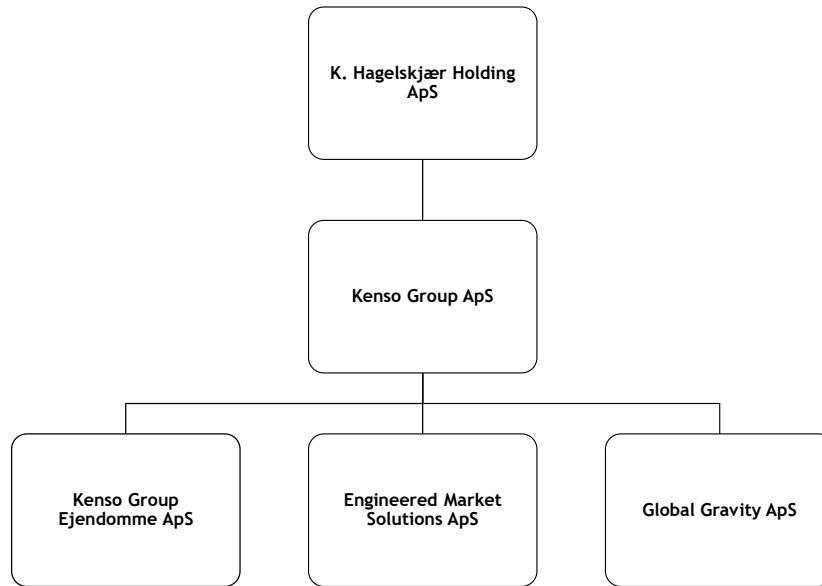 K. Hagelskjær Holding
ApS
Kenso Group ApS
Kenso Group
Ejendomme ApS
Engineered Market
Solutions ApS
Global Gravity ApS